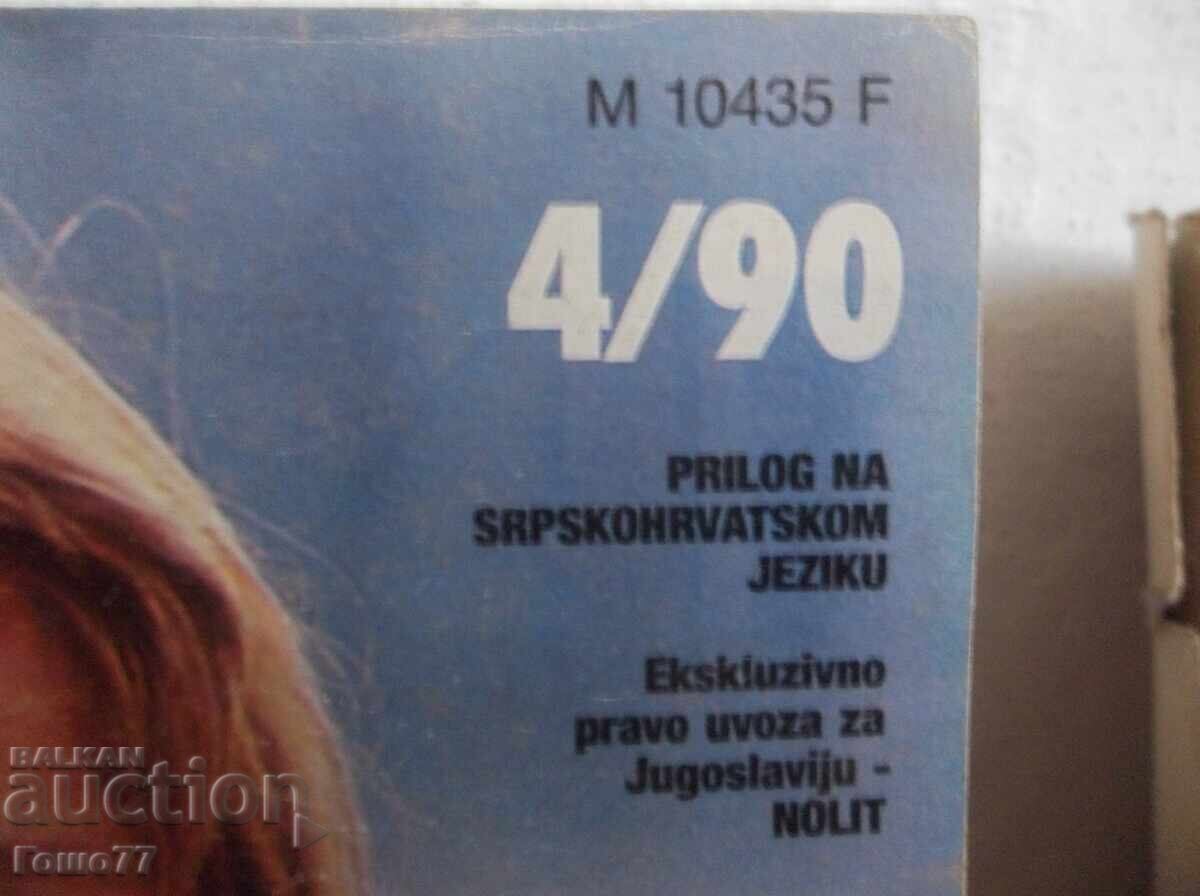 M 10435 F
4/90
PRILOG NA
SRPSKOHRVATSKOM
JEZIKU
Ekskluzivno
pravo uvoza za
Jugoslaviju -
NOLIT
BALKAN
auction
Гошо77